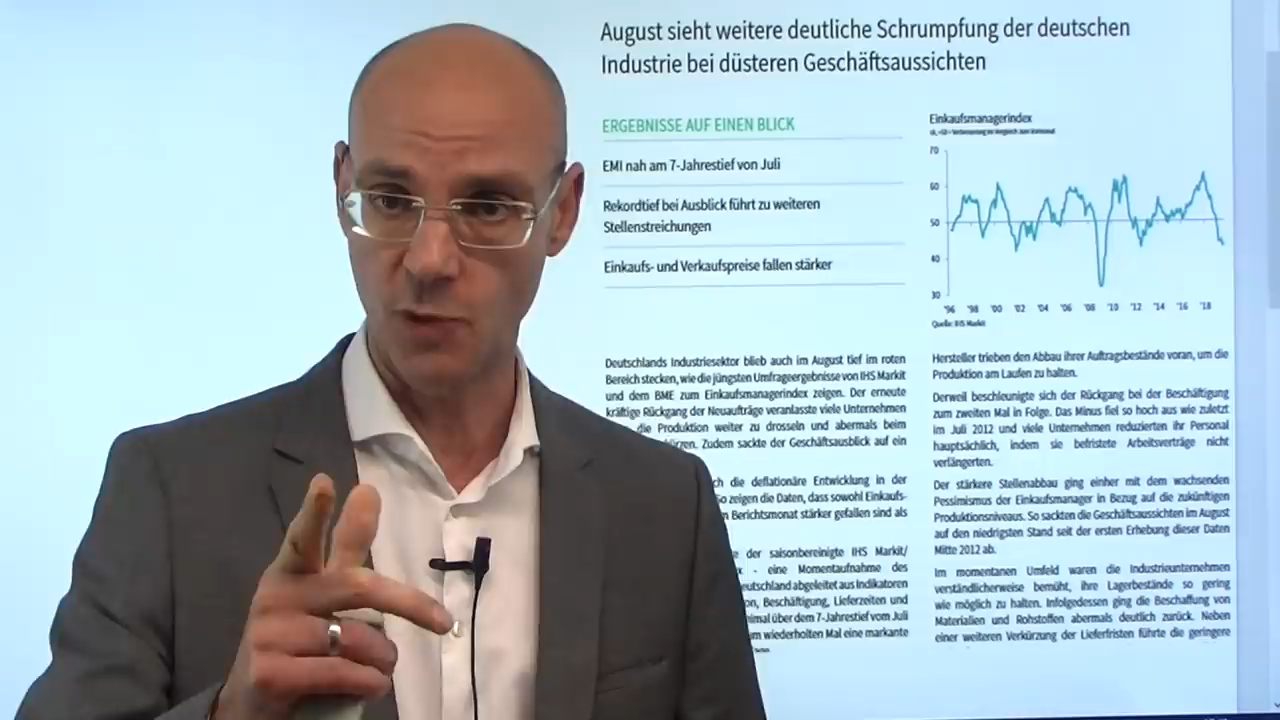 August sieht weitere deutliche Schrumpfung der deutschen
Industrie bei düsteren Geschäftsaussichten
ERGEBNISSE AUF EINEN BLICK
EMI nah am 7-Jahrestief von Juli
Rekordtief bei Ausblick führt zu weiteren
Stellenstreichungen
Einkaufs- und Verkaufspreise fallen stärker
Einkaufsmanagerindex
70
60
50
40
30
'96 '98 '00 '02 '04 '06 '08 '10 '12 '14 '16 '18
Quelle: IHS Markit
Deutschlands Industriesektor blieb auch im August tief im roten
Bereich stecken, wie die jüngsten Umfrageergebnisse von IHS Markit
und dem BME zum Einkaufsmanagerindex zeigen. Der erneute
kräftige Rückgang der Neuaufträge veranlasste viele Unternehmen
die Produktion weiter zu drosseln und abermals beim
Zudem sackte der Geschäftsausblick auf ein
die deflationäre Entwicklung in der
So zeigen die Daten, dass sowohl Einkaufs-
Berichtsmonat stärker gefallen sind als
der saisonbereinigte IHS Markit/
- eine Momentaufnahme des
abgeleitet aus Indikatoren
Beschäftigung, Lieferzeiten und
über dem 7-Jahrestief vom Juli
wiederholten Mal eine markante
Hersteller trieben den Abbau ihrer Auftragsbestände voran, um die
Produktion am Laufen zu halten.
Derweil beschleunigte sich der Rückgang bei der Beschäftigung
zum zweiten Mal in Folge. Das Minus fiel so hoch aus wie zuletzt
im Juli 2012 und viele Unternehmen reduzierten ihr Personal
hauptsächlich, indem sie befristete Arbeitsverträge nicht
verlängerten.
Der stärkere Stellenabbau ging einher mit dem wachsenden
Pessimismus der Einkaufsmanager in Bezug auf die zukünftigen
Produktionsniveaus. So sackten die Geschäftsaussichten im August
auf den niedrigsten Stand seit der ersten Erhebung dieser Daten
Mitte 2012 ab.
Im momentanen Umfeld waren die Industrieunternehmen
verständlicherweise bemüht, ihre Lagerbestände so gering
wie möglich zu halten. Infolgedessen ging die Beschaffung von
Materialien und Rohstoffen abermals deutlich zurück. Neben
einer weiteren Verkürzung der Lieferfristen führte die geringere